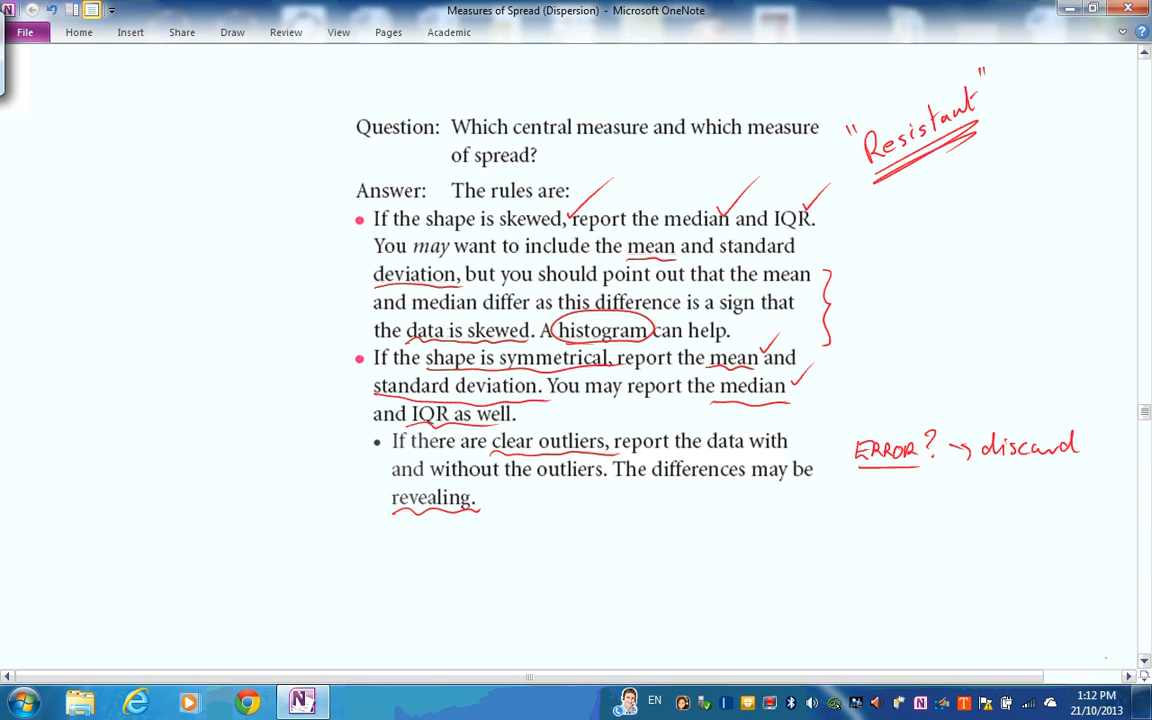 Measures of Spread (Dispersion) - Microsoft OneNote
File Home Insert Share Draw Review View Pages Academic
"Resistant"
Question: Which central measure and which measure
of spread?
Answer: The rules are:
• If the shape is skewed, report the median and IQR.
You may want to include the mean and standard
deviation, but you should point out that the mean
and median differ as this difference is a sign that
the data is skewed. A histogram can help.
• If the shape is symmetrical, report the mean and
standard deviation. You may report the median
and IQR as well.
• If there are clear outliers, report the data with
and without the outliers. The differences may be
revealing.
ERROR? → discard
EN
1:12 PM
21/10/2013